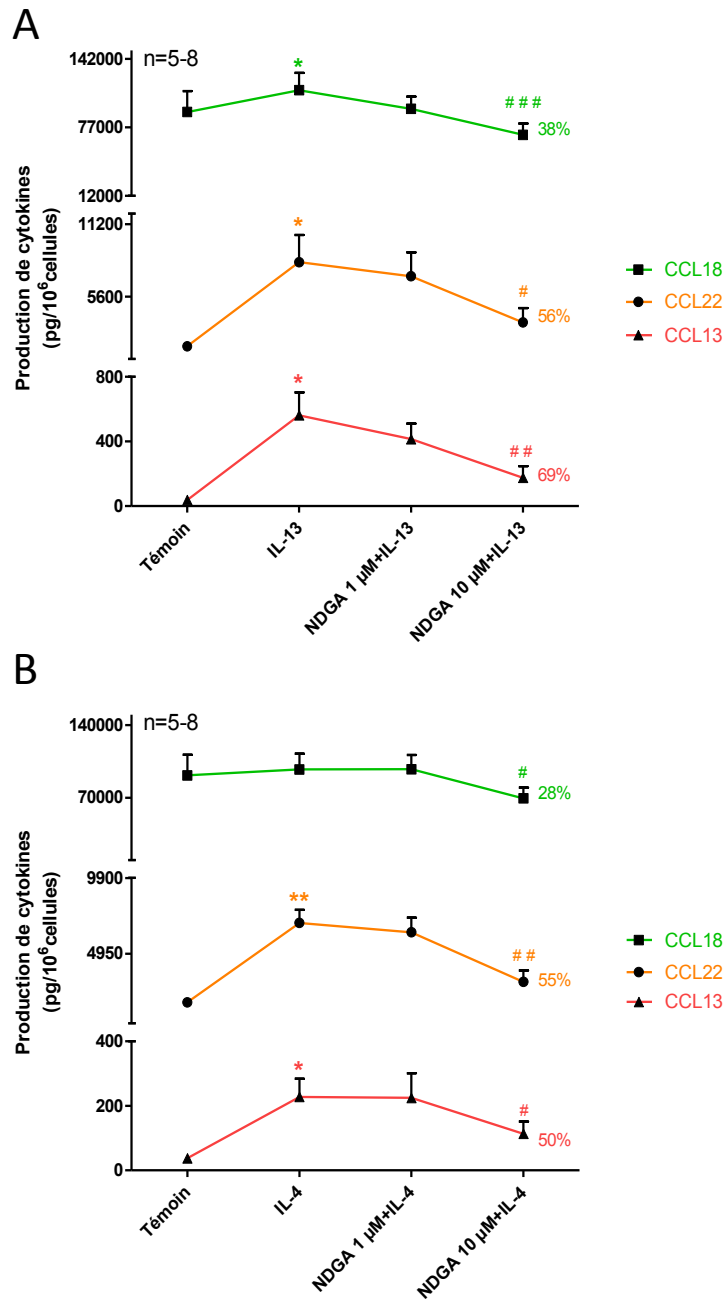 A
n=5-8
Production de cytokines
(pg/10⁶cellules)
142000
77000
12000
11200
5600
800
400
0
*
# # #
38%
*
#
56%
*
# #
69%
CCL18
CCL22
CCL13
Témoin
IL-13
NDGA 1 µM+IL-13
NDGA 10 µM+IL-13
B
n=5-8
Production de cytokines
(pg/10⁶cellules)
140000
70000
9900
4950
400
200
0
#
28%
**
# #
55%
*
#
50%
CCL18
CCL22
CCL13
Témoin
IL-4
NDGA 1 µM+IL-4
NDGA 10 µM+IL-4